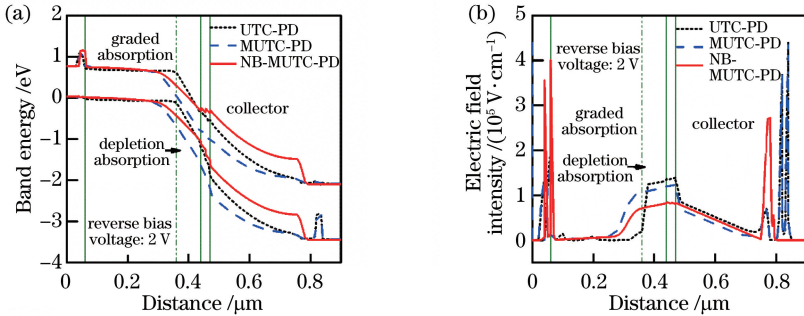 (a)
Band energy /eV
2
1
0
−1
−2
−3
−4
0
0.2
0.4
0.6
0.8
Distance /μm
UTC-PD
MUTC-PD
NB-MUTC-PD
graded
absorption
collector
depletion
absorption
reverse bias
voltage: 2 V
(b)
Electric field
intensity /(10⁵ V·cm⁻¹)
5
4
3
2
1
0
0
0.2
0.4
0.6
0.8
Distance /μm
UTC-PD
MUTC-PD
NB-
MUTC-PD
reverse bias
voltage: 2 V
graded
absorption
collector
depletion
absorption